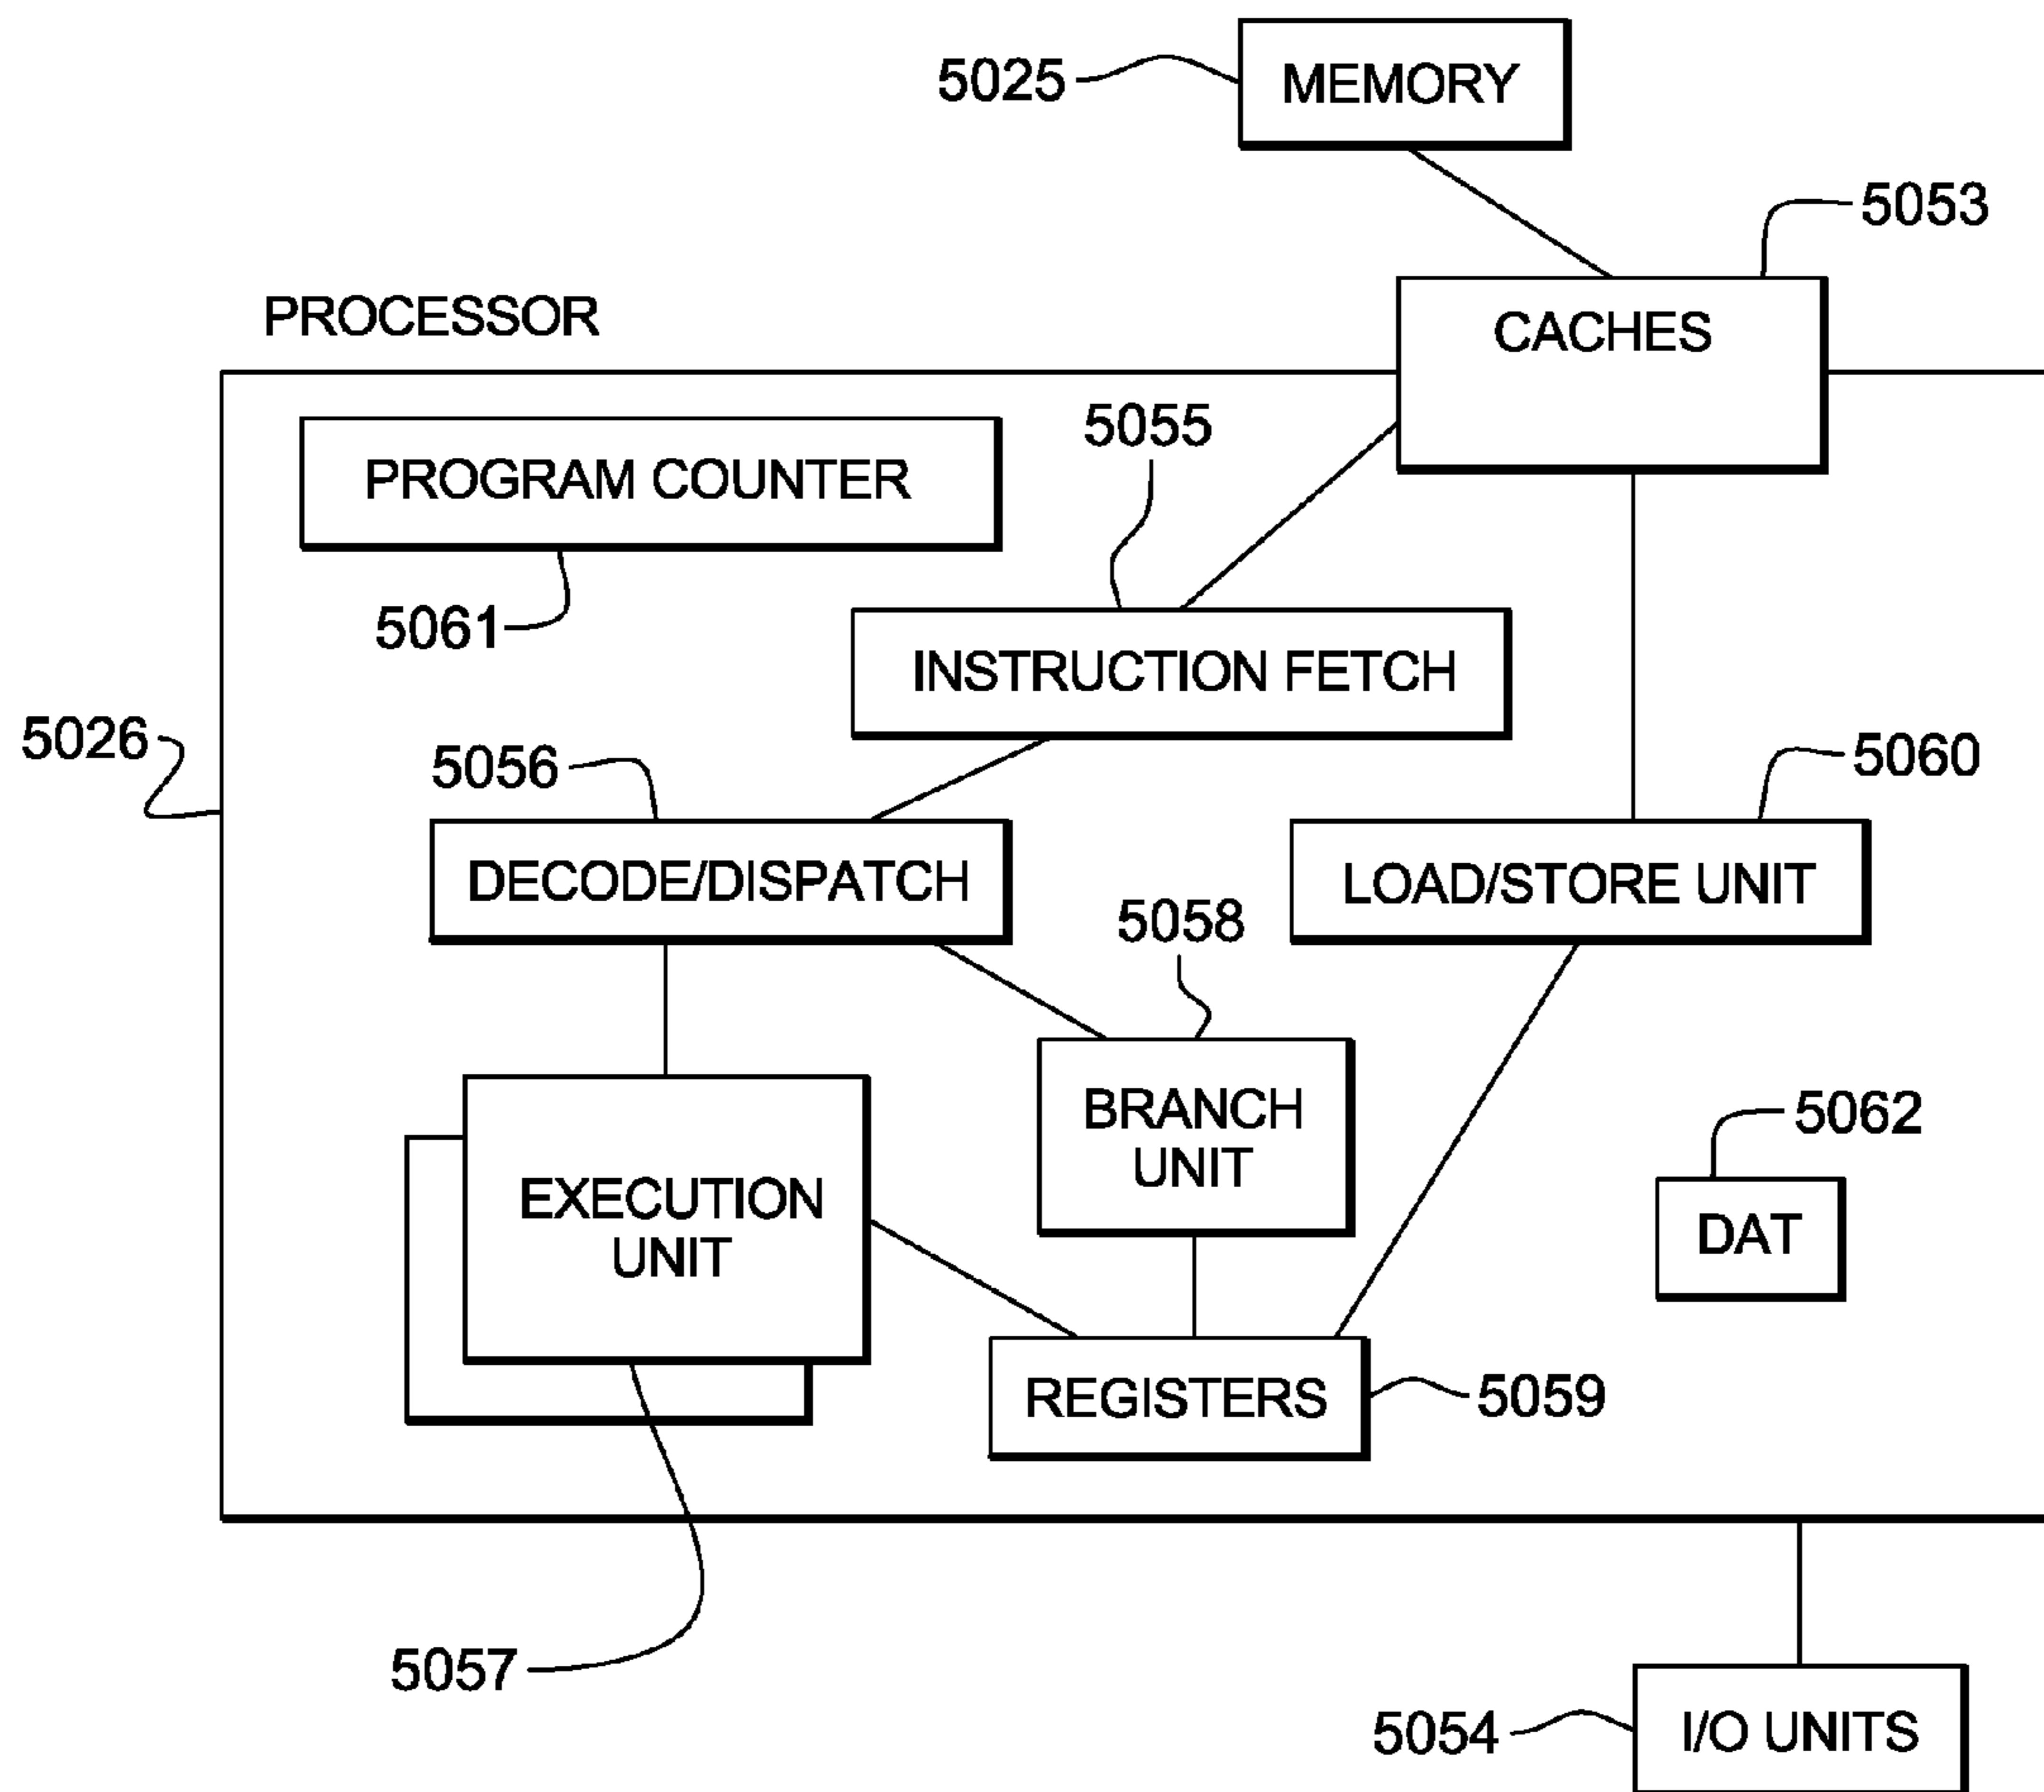 5025
MEMORY
5053
PROCESSOR
CACHES
5055
PROGRAM COUNTER
5061
INSTRUCTION FETCH
5026
5056
5060
DECODE/DISPATCH
LOAD/STORE UNIT
5058
BRANCH
UNIT
5062
EXECUTION
UNIT
DAT
REGISTERS
5059
5057
5054
I/O UNITS